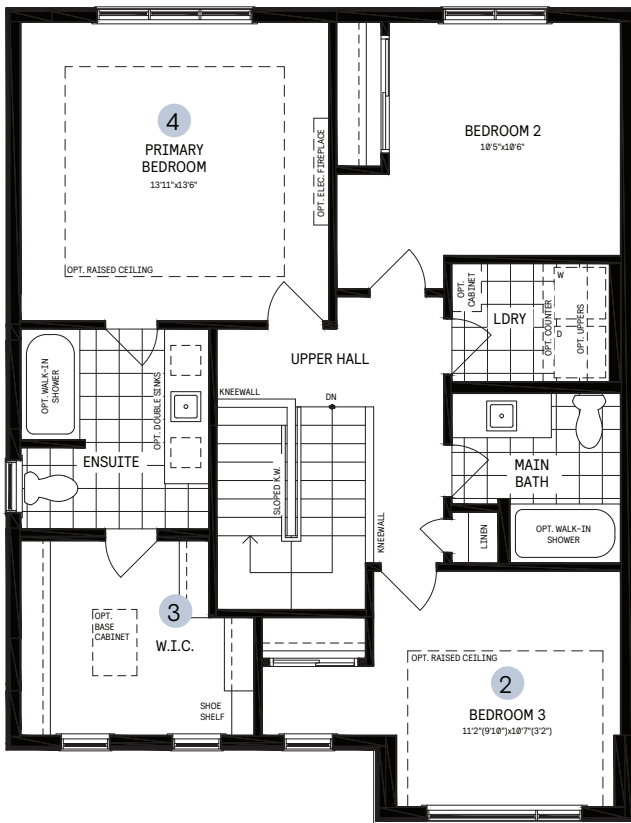 4
PRIMARY
BEDROOM
13'11"x13'6"
OPT. RAISED CEILING
OPT. ELEC. FIREPLACE
BEDROOM 2
10'5"x10'6"
OPT.
CABINET
W
LDRY
OPT. COUNTER
D
OPT. UPPERS
UPPER HALL
KNEEWALL
DN
OPT. WALK-IN
SHOWER
OPT. DOUBLE SINKS
ENSUITE
SLOPED K.W.
KNEEWALL
MAIN
BATH
LINEN
OPT. WALK-IN
SHOWER
3
W.I.C.
OPT.
BASE
CABINET
SHOE
SHELF
OPT. RAISED CEILING
2
BEDROOM 3
11'2"(9'10")x10'7"(3'2")